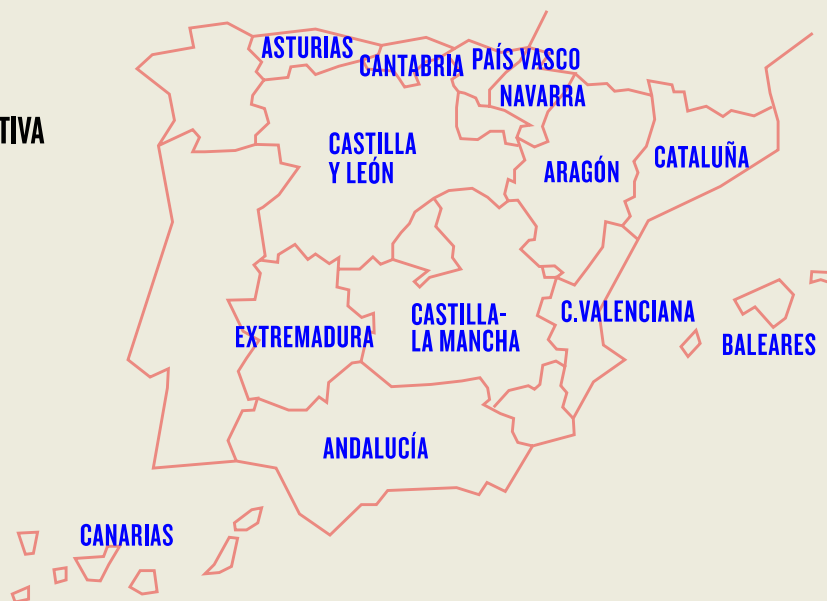 ASTURIAS
CANTABRIA
PAÍS VASCO
NAVARRA
TIVA
CASTILLA
Y LEÓN
ARAGÓN
CATALUÑA
EXTREMADURA
CASTILLA-
LA MANCHA
C.VALENCIANA
BALEARES
ANDALUCÍA
CANARIAS